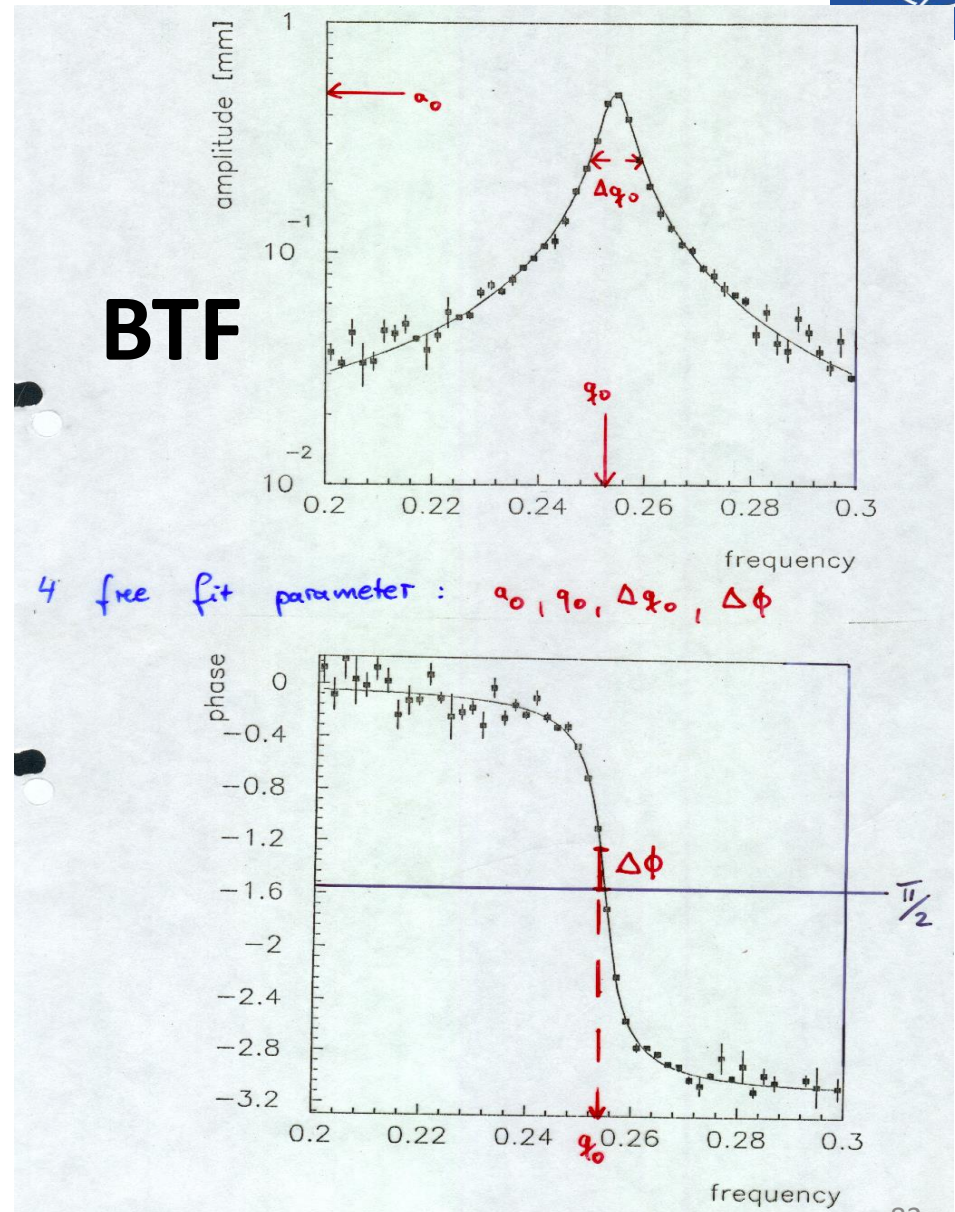 1
amplitude [mm]
a₀
Δq₀
10⁻¹
BTF
q₀
10⁻²
0.2 0.22 0.24 0.26 0.28 0.3
frequency
4 free fit parameter : a₀, q₀, Δq₀, Δϕ
phase
0
−0.4
−0.8
−1.2
Δϕ
−1.6
π/2
−2
−2.4
−2.8
−3.2
0.2 0.22 0.24 0.26 0.28 0.3
q₀
frequency